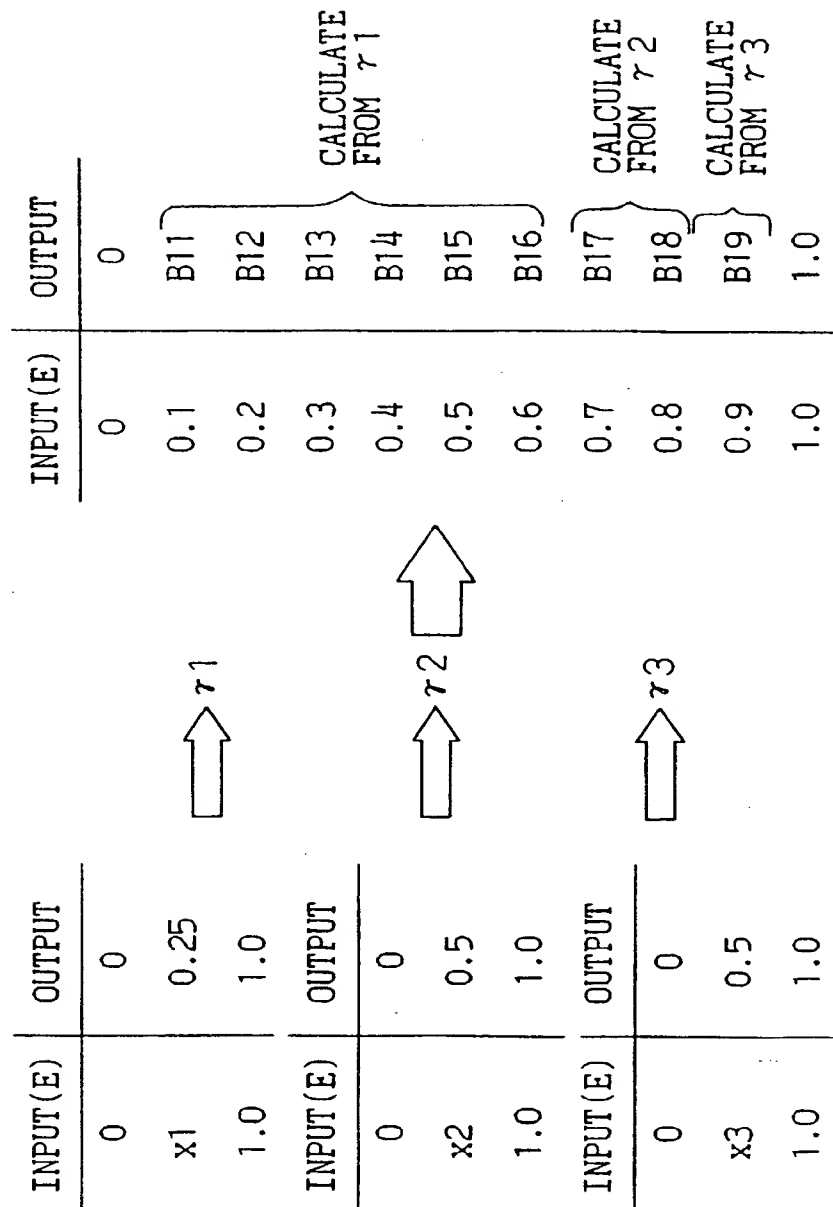 INPUT(E) OUTPUT
0 0
x1 0.25
1.0 1.0
INPUT(E) OUTPUT
0 0
x2 0.5
1.0 1.0
INPUT(E) OUTPUT
0 0
x3 0.5
1.0 1.0
γ1
γ2
γ3
INPUT(E) OUTPUT
0 0
0.1 B11
0.2 B12
0.3 B13
0.4 B14
0.5 B15
0.6 B16
0.7 B17
0.8 B18
0.9 B19
1.0 1.0
CALCULATE
FROM γ1
CALCULATE
FROM γ2
CALCULATE
FROM γ3